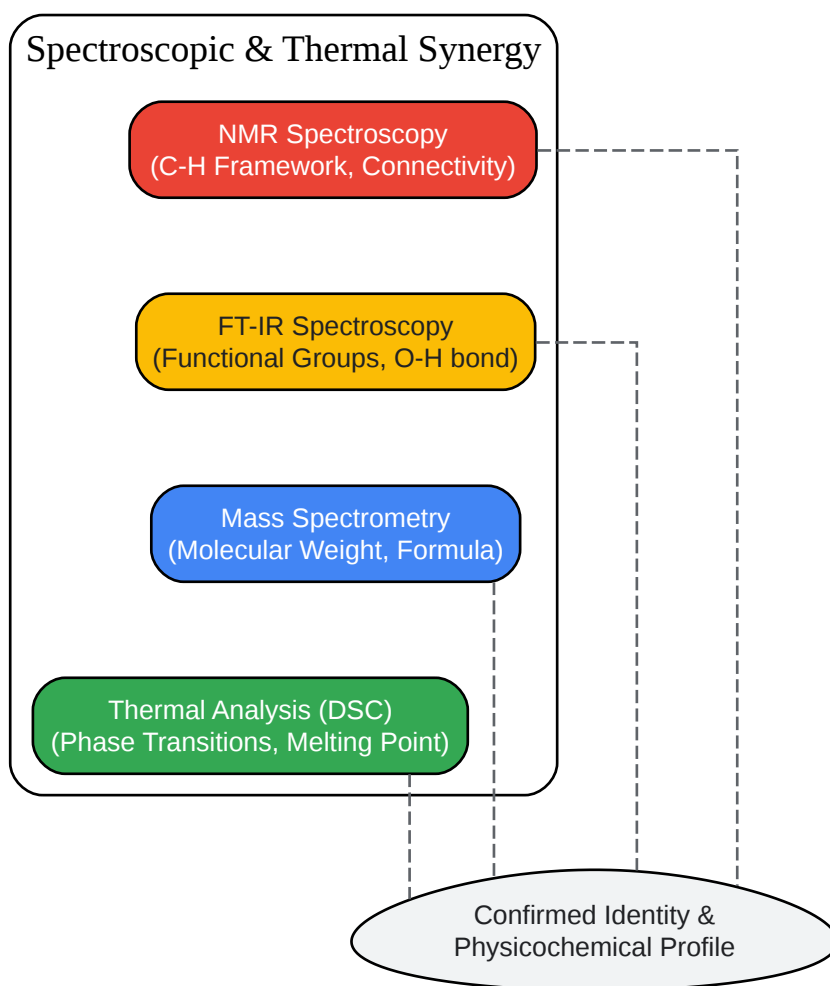 Spectroscopic & Thermal Synergy
NMR Spectroscopy
(C-H Framework, Connectivity)
FT-IR Spectroscopy
(Functional Groups, O-H bond)
Mass Spectrometry
(Molecular Weight, Formula)
Thermal Analysis (DSC)
(Phase Transitions, Melting Point)
Confirmed Identity &
Physicochemical Profile